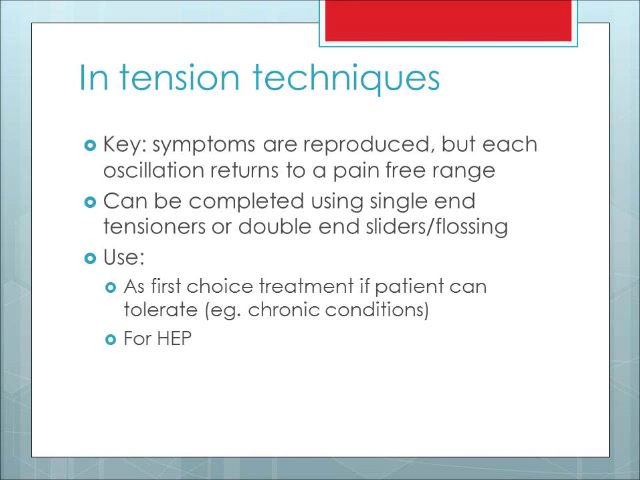 In tension techniques
Key: symptoms are reproduced, but each
oscillation returns to a pain free range
Can be completed using single end
tensioners or double end sliders/flossing
Use:
As first choice treatment if patient can
tolerate (eg. chronic conditions)
For HEP